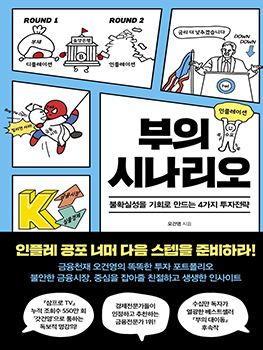 ROUND 1
ROUND 2
부채
중앙은행
디플레이션
인플레이션
금리 더 낮추겠습니다
DOWN DOWN
Fed
인플레이션
부의
시나리오
불확실성을 기회로 만드는 4가지 투자전략
오건영 지음
인플레 공포 너머 다음 스텝을 준비하라!
금융천재 오건영의 똑똑한 투자 포트폴리오
불안한 금융시장, 중심을 잡아줄 친절하고 생생한 인사이트
『삼프로 TV』
누적 조회수 550만 회
'갓건영'으로 통하는
독보적 명강의!
경제전문가들이
인정하고 추천하는
금융전문가 1위!
수십만 독자가
열광한 베스트셀러
『부의 대이동』
후속작